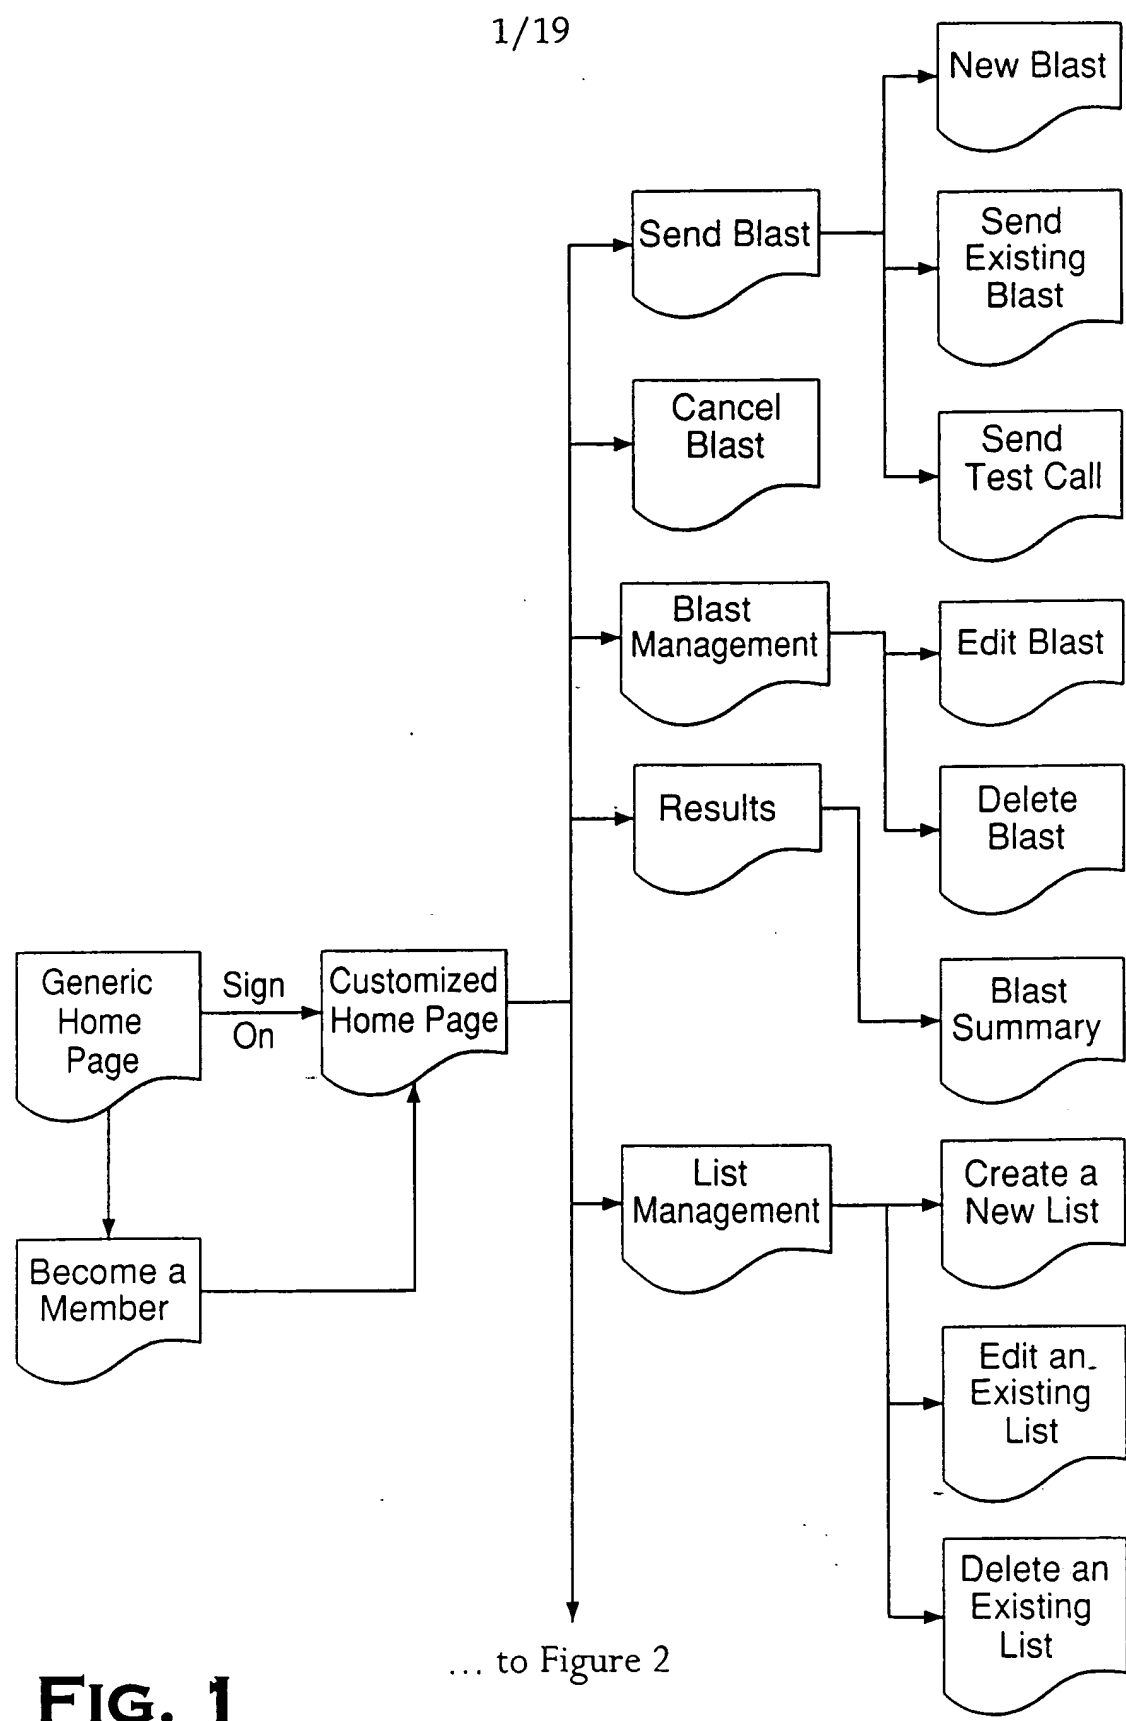 1/19
New Blast
Send Blast
Send
Existing
Blast
Cancel
Blast
Send
Test Call
Blast
Management
Edit Blast
Results
Delete
Blast
Generic
Home
Page
Sign
On
Customized
Home Page
Blast
Summary
List
Management
Create a
New List
Become a
Member
Edit an
Existing
List
Delete an
Existing
List
... to Figure 2
FIG. 1